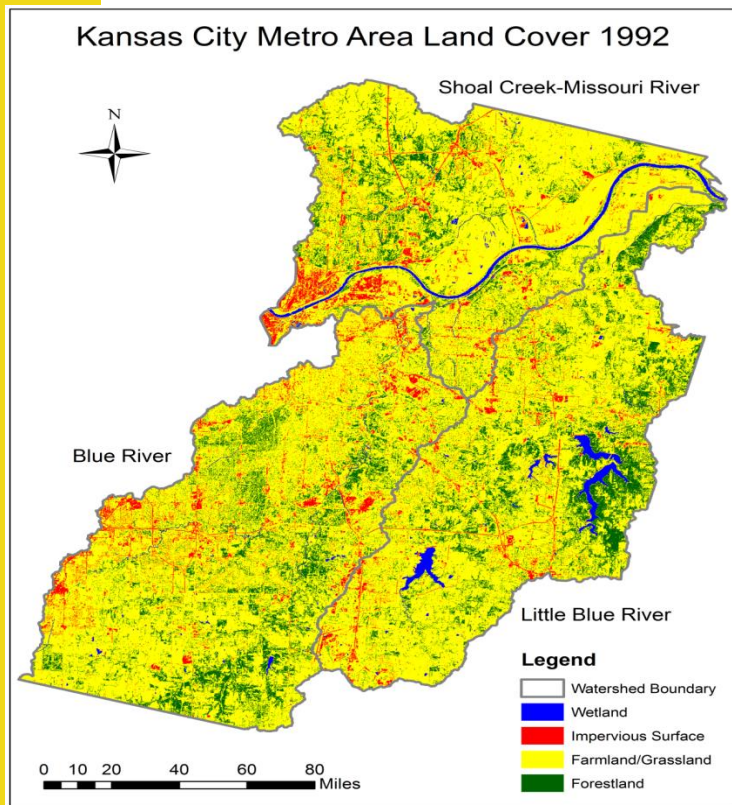 Kansas City Metro Area Land Cover 1992
Shoal Creek-Missouri River
N
Blue River
Little Blue River
Legend
Watershed Boundary
Wetland
Impervious Surface
Farmland/Grassland
Forestland
0 10 20 40 60 80
Miles